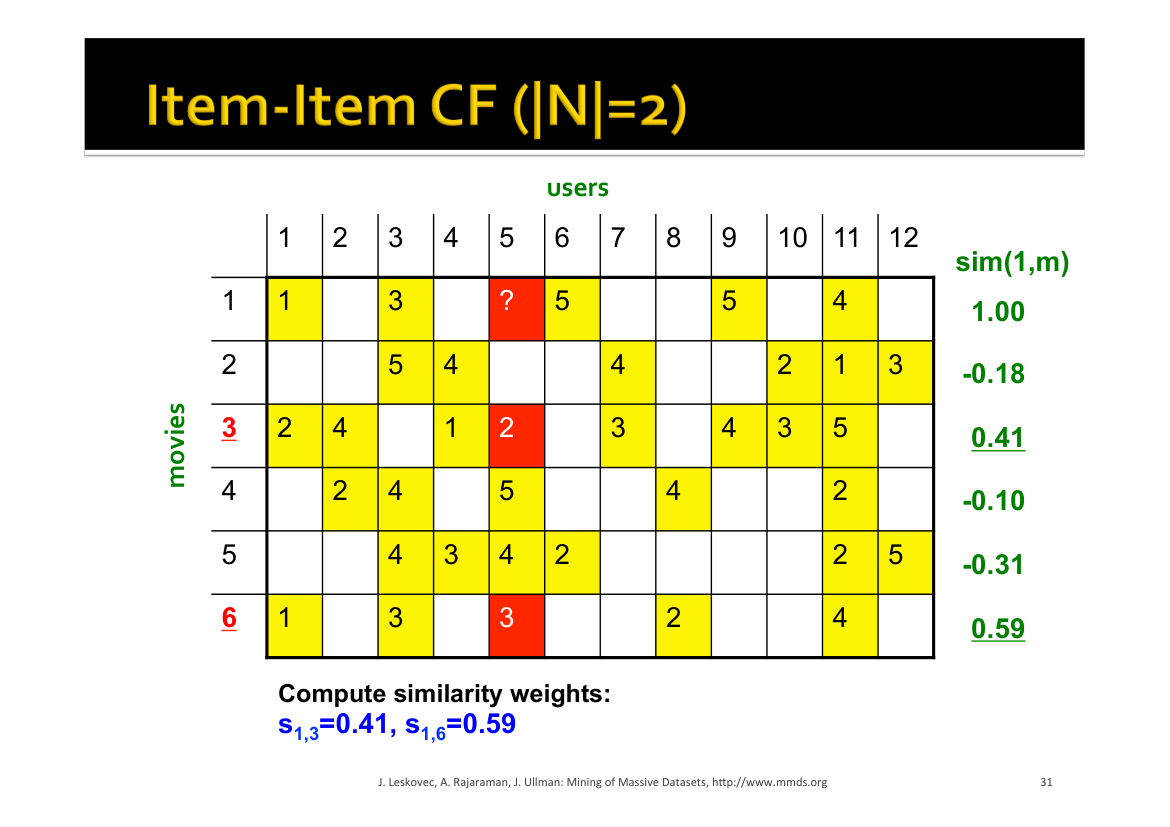 Item-Item CF (|N|=2)
users
1 2 3 4 5 6 7 8 9 10 11 12
sim(1,m)
1 1 3 ? 5 5 4 1.00
2 5 4 4 2 1 3 -0.18
movies
3 2 4 1 2 3 4 3 5 0.41
4 2 4 5 4 2 -0.10
5 4 3 4 2 2 5 -0.31
6 1 3 3 2 4 0.59
Compute similarity weights:
s1,3=0.41, s1,6=0.59
J. Leskovec, A. Rajaraman, J. Ullman: Mining of Massive Datasets, http://www.mmds.org 31